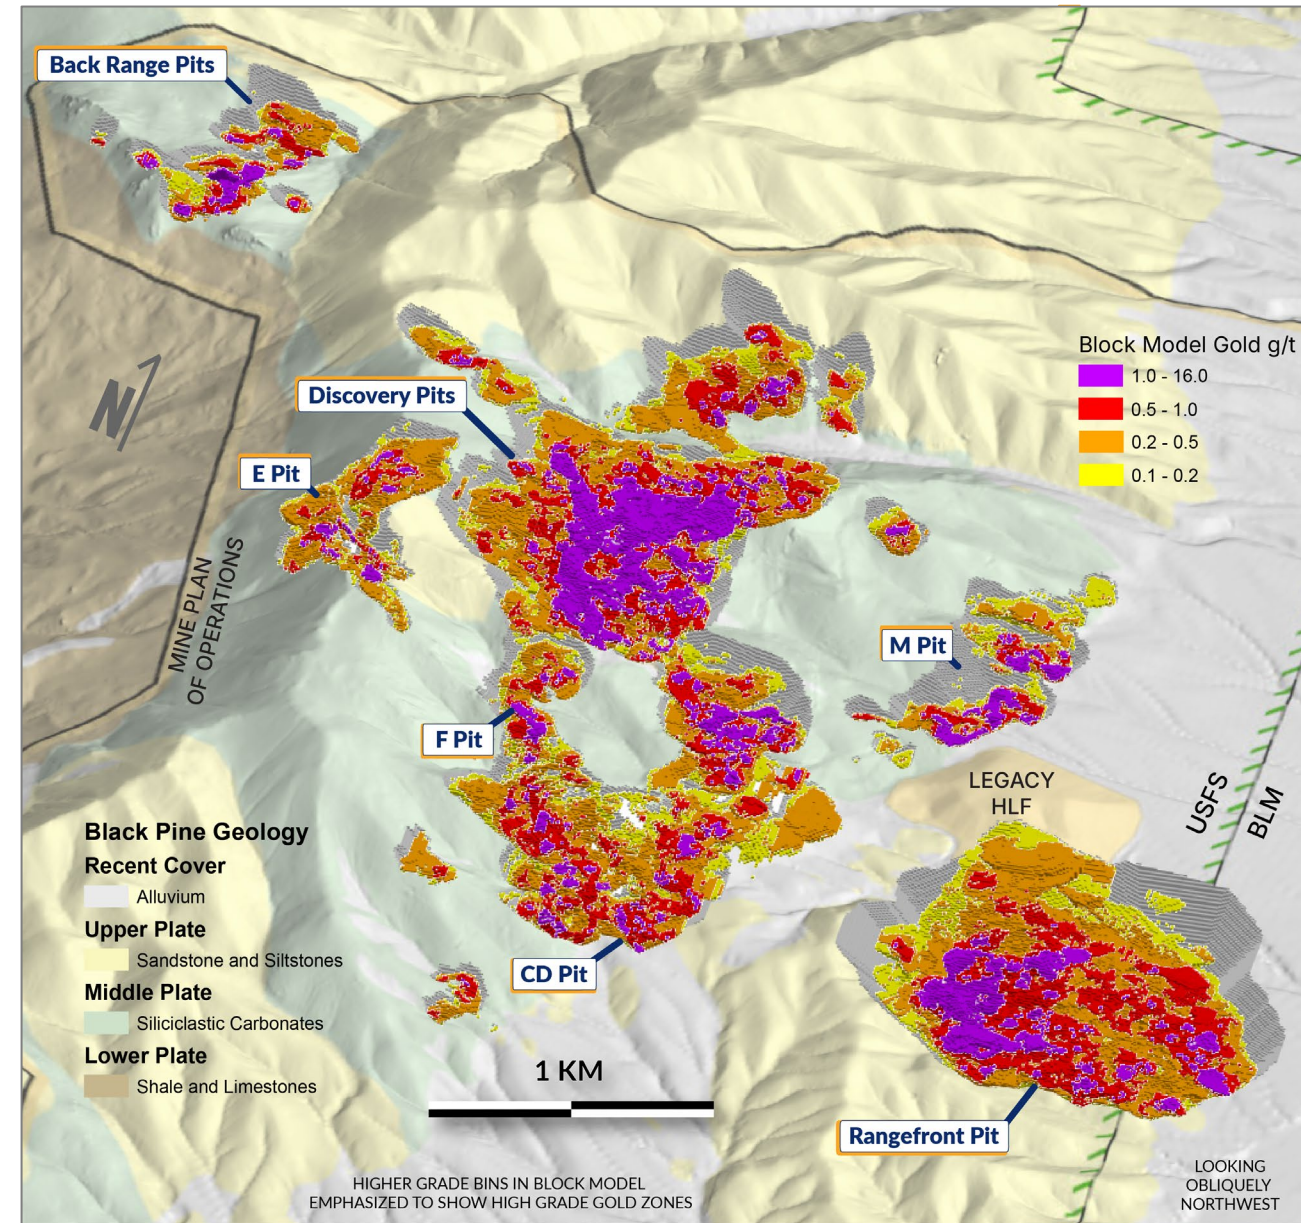 Back Range Pits
Discovery Pits
E Pit
N
MINE PLAN
OF OPERATIONS
Block Model Gold g/t
1.0 - 16.0
0.5 - 1.0
0.2 - 0.5
0.1 - 0.2
M Pit
F Pit
LEGACY
HLF
USFS
BLM
CD Pit
Rangefront Pit
Black Pine Geology
Recent Cover
Alluvium
Upper Plate
Sandstone and Siltstones
Middle Plate
Siliciclastic Carbonates
Lower Plate
Shale and Limestones
1 KM
HIGHER GRADE BINS IN BLOCK MODEL
EMPHASIZED TO SHOW HIGH GRADE GOLD ZONES
LOOKING
OBLIQUELY
NORTHWEST